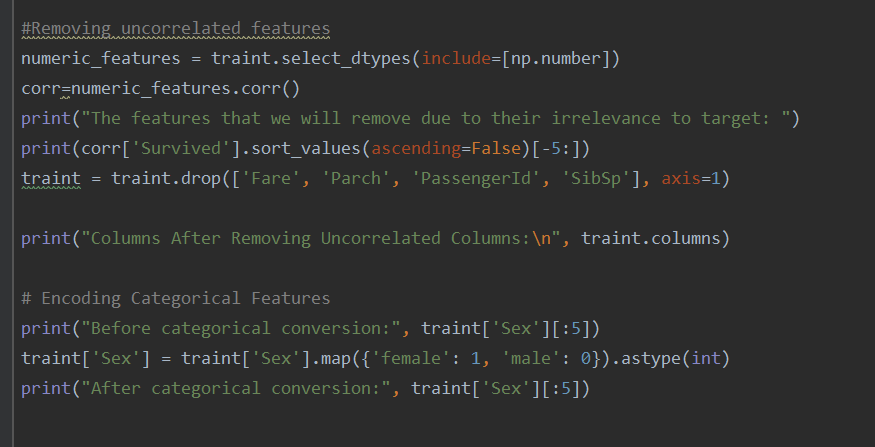 #Removing uncorrelated features
numeric_features = traint.select_dtypes(include=[np.number])
corr=numeric_features.corr()
print("The features that we will remove due to their irrelevance to target: ")
print(corr['Survived'].sort_values(ascending=False)[-5:])
traint = traint.drop(['Fare', 'Parch', 'PassengerId', 'SibSp'], axis=1)
print("Columns After Removing Uncorrelated Columns:\n", traint.columns)
# Encoding Categorical Features
print("Before categorical conversion:", traint['Sex'][:5])
traint['Sex'] = traint['Sex'].map({'female': 1, 'male': 0}).astype(int)
print("After categorical conversion:", traint['Sex'][:5])